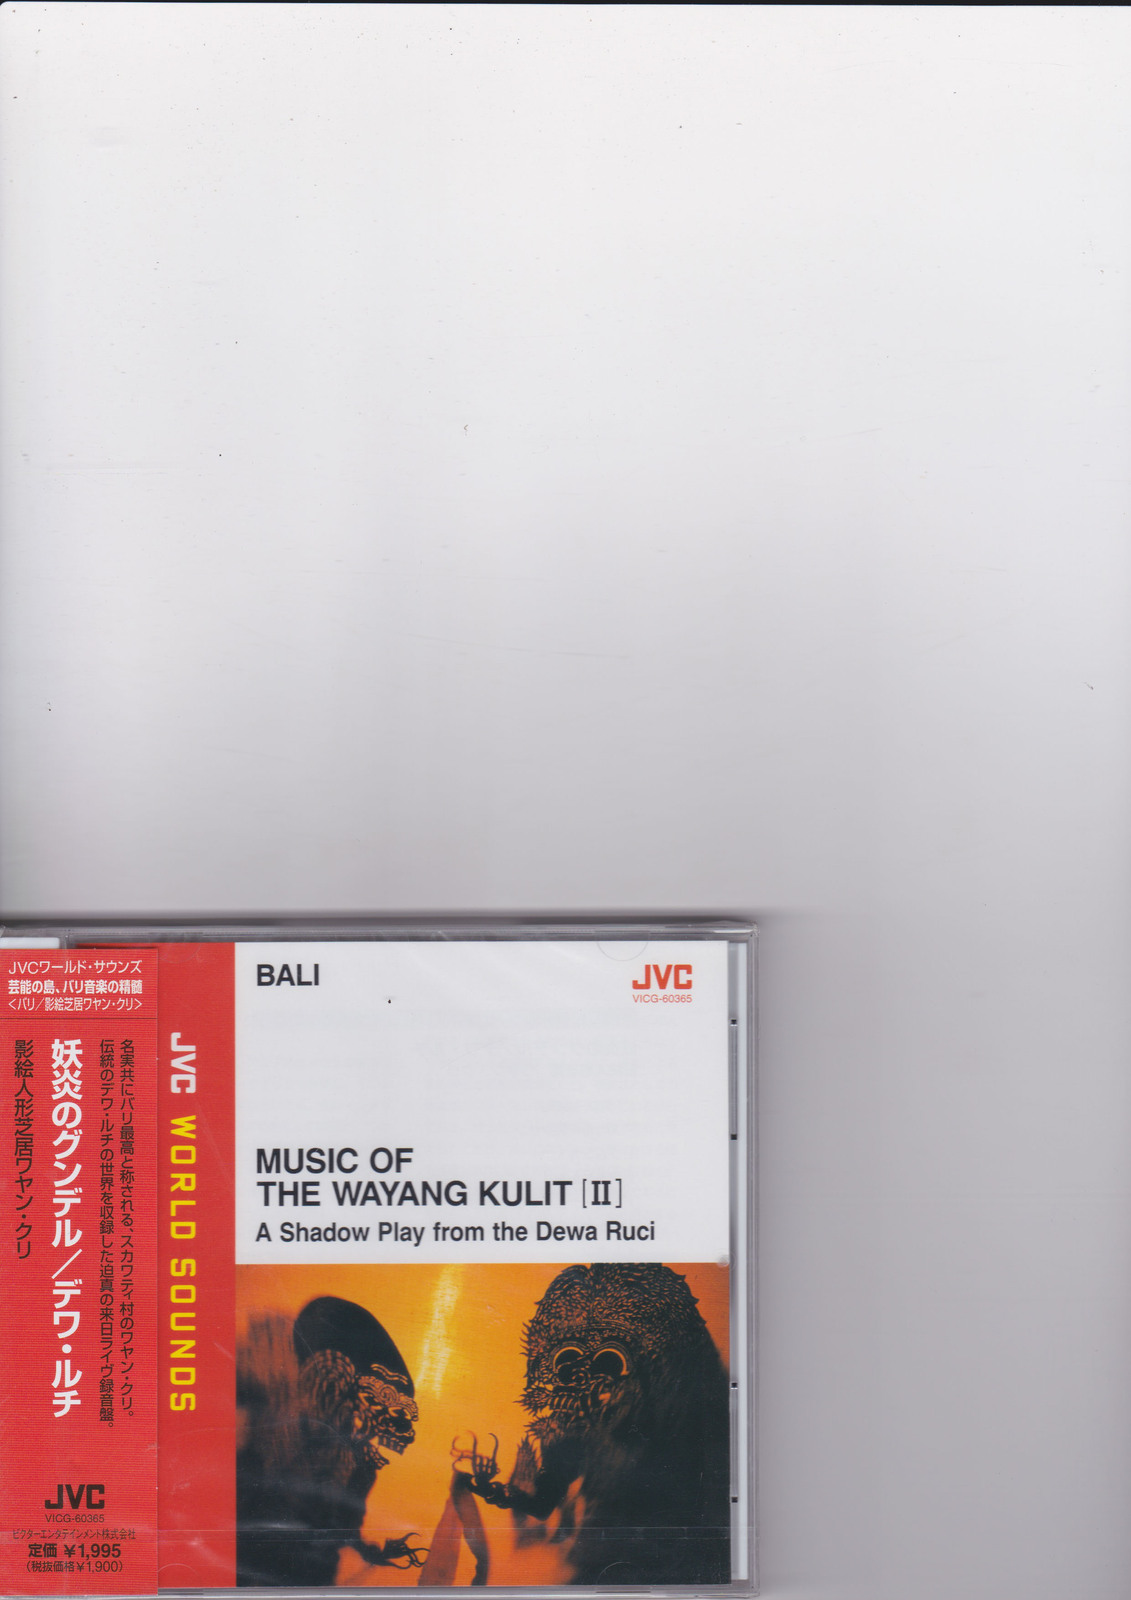 JVCワールド・サウンズ
芸能の島、バリ音楽の精髄
<バリ/影絵芝居ワヤン・クリ>
名実共にバリ最高と称される、スカワティ村のワヤン・クリ。
伝統のデワ・ルチの世界を収録した迫真の来日ライヴ録音盤。
妖炎のグンデル/デワ・ルチ
影絵人形芝居ワヤン・クリ
JVC
VICG-60365
ビクターエンタテインメント株式会社
定価 ¥1,995
(税抜価格¥1,900)
JVC WORLD SOUNDS
BALI
JVC
VICG-60365
MUSIC OF
THE WAYANG KULIT [II]
A Shadow Play from the Dewa Ruci